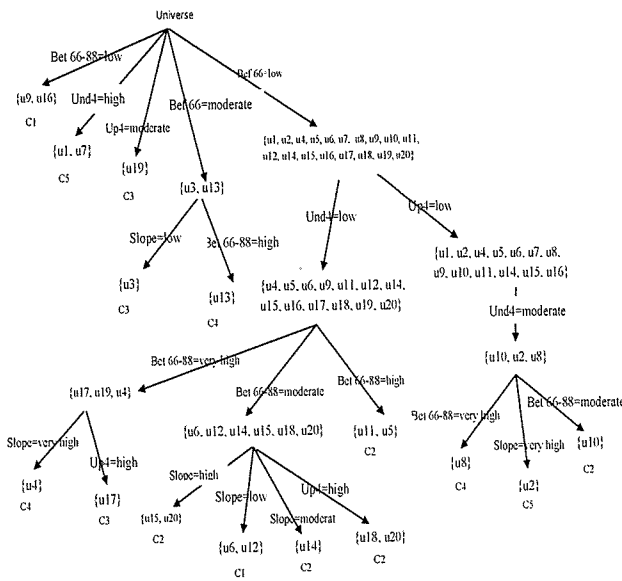 Universe
Bet 66-88=low
Und4=high
Up4=moderate
Bef 66=moderate
Bef 66=low
{u9, u16}
C1
{u1, u7}
C5
{u19}
C3
{u3, u13}
{u1, u2, u4, u5, u6, u7, u8, u9, u10, u11,
u12, u14, u15, u16, u17, u18, u19, u20}
Slope=low
Bet 66-88=high
{u3}
C3
{u13}
C4
Und4=low
Up4=low
{u4, u5, u6, u9, u11, u12, u14,
u15, u16, u17, u18, u19, u20}
{u1, u2, u4, u5, u6, u7, u8,
u9, u10, u11, u14, u15, u16}
Und4=moderate
{u10, u2, u8}
Bet 66-88=very high
Bet 66-88=moderate
Bet 66-88=high
{u17, u19, u4}
{u6, u12, u14, u15, u18, u20}
{u11, u5}
C2
Bet 66-88=very high
Slope=very high
Bet 66-88=moderate
{u8}
C4
{u2}
C5
{u10}
C2
Slope=very high
Up4=high
{u4}
C4
{u17}
C3
Slope=high
Slope=low
Slope=moderat
Up4=high
{u15, u20}
C2
{u6, u12}
C1
{u14}
C2
{u18, u20}
C2